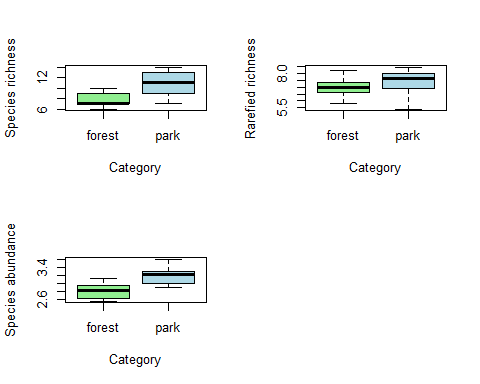 Species richness
12
6
forest park
Category
Rarefied richness
8.0
5.5
forest park
Category
Species abundance
3.4
2.6
forest park
Category